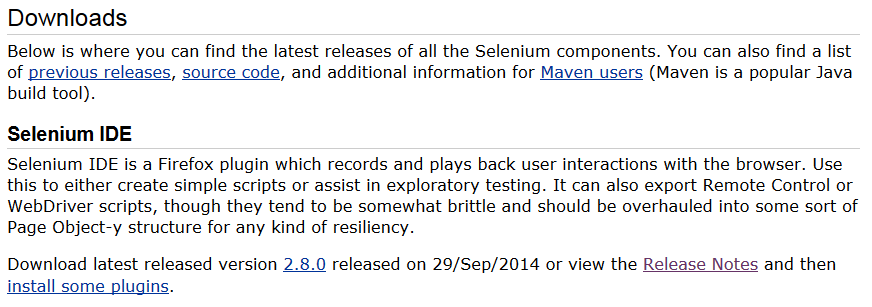 Downloads
Below is where you can find the latest releases of all the Selenium components. You can also find a list
of previous releases, source code, and additional information for Maven users (Maven is a popular Java
build tool).
Selenium IDE
Selenium IDE is a Firefox plugin which records and plays back user interactions with the browser. Use
this to either create simple scripts or assist in exploratory testing. It can also export Remote Control or
WebDriver scripts, though they tend to be somewhat brittle and should be overhauled into some sort of
Page Object-y structure for any kind of resiliency.
Download latest released version 2.8.0 released on 29/Sep/2014 or view the Release Notes and then
install some plugins.